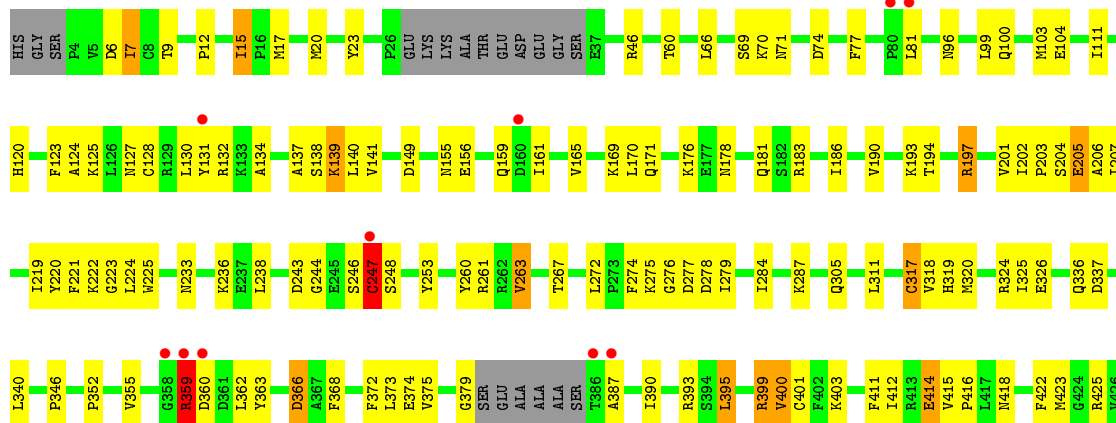 HIS GLY SER P4 V5 D6 I7 C8 T9 P12 I15 P16 M17 M20 Y23 P26 GLU LYS LYS ALA THR GLU ASP GLU GLY SER E37 R46 T60 L66 S69 K70 N71 D74 F77 P80 L81 N96 L99 Q100 M103 E104 I111
H120 F123 A124 K125 L126 N127 C128 R129 L130 Y131 R132 K133 A134 A137 S138 K139 L140 V141 D149 N155 E156 Q159 D160 I161 V165 K169 L170 Q171 K176 E177 N178 Q181 S182 R183 I186 V190 K193 T194 R197 V201 I202 P203 S204 E205 A206
I219 Y220 F221 K222 G223 L224 W225 N233 K236 E237 L238 D243 G244 E245 S246 C247 S248 Y253 Y260 R261 R262 V263 T267 L272 P273 F274 K275 G276 D277 D278 I279 I284 K287 Q305 L311 C317 V318 H319 M320 R324 I325 E326 Q336 D337
L340 P346 P352 V355 G358 R359 D360 D361 L362 Y363 D366 A367 F368 F372 L373 E374 V375 G379 SER GLU ALA ALA ALA SER T386 A387 I390 R393 S394 L395 R399 V400 C401 F402 K403 F411 I412 R413 E414 V415 P416 L417 N418 F422 M423 G424 R425 V426